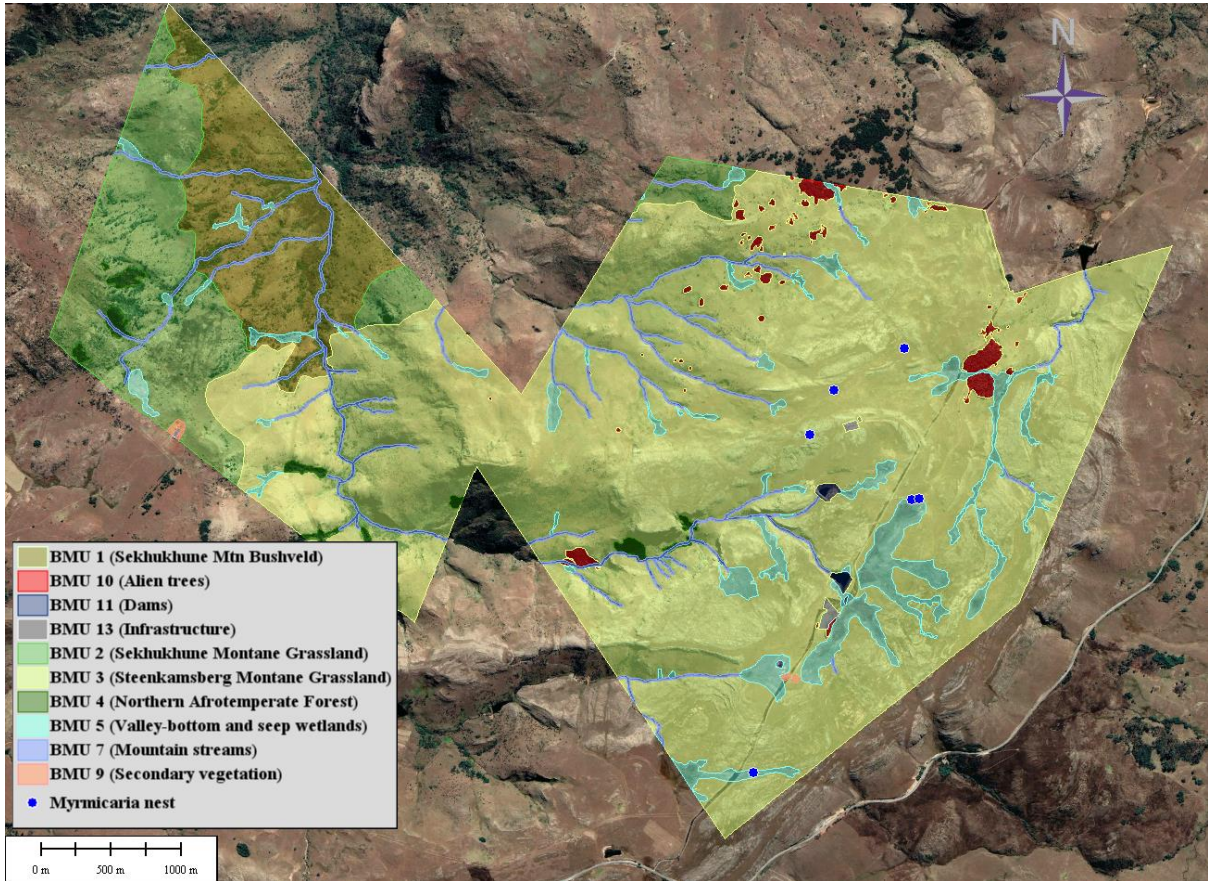 N
BMU 1 (Sekhukhune Mtn Bushveld)
BMU 10 (Alien trees)
BMU 11 (Dams)
BMU 13 (Infrastructure)
BMU 2 (Sekhukhune Montane Grassland)
BMU 3 (Steenkamsberg Montane Grassland)
BMU 4 (Northern Afrotemperate Forest)
BMU 5 (Valley-bottom and seep wetlands)
BMU 7 (Mountain streams)
BMU 9 (Secondary vegetation)
Myrmicaria nest
0 m 500 m 1000 m